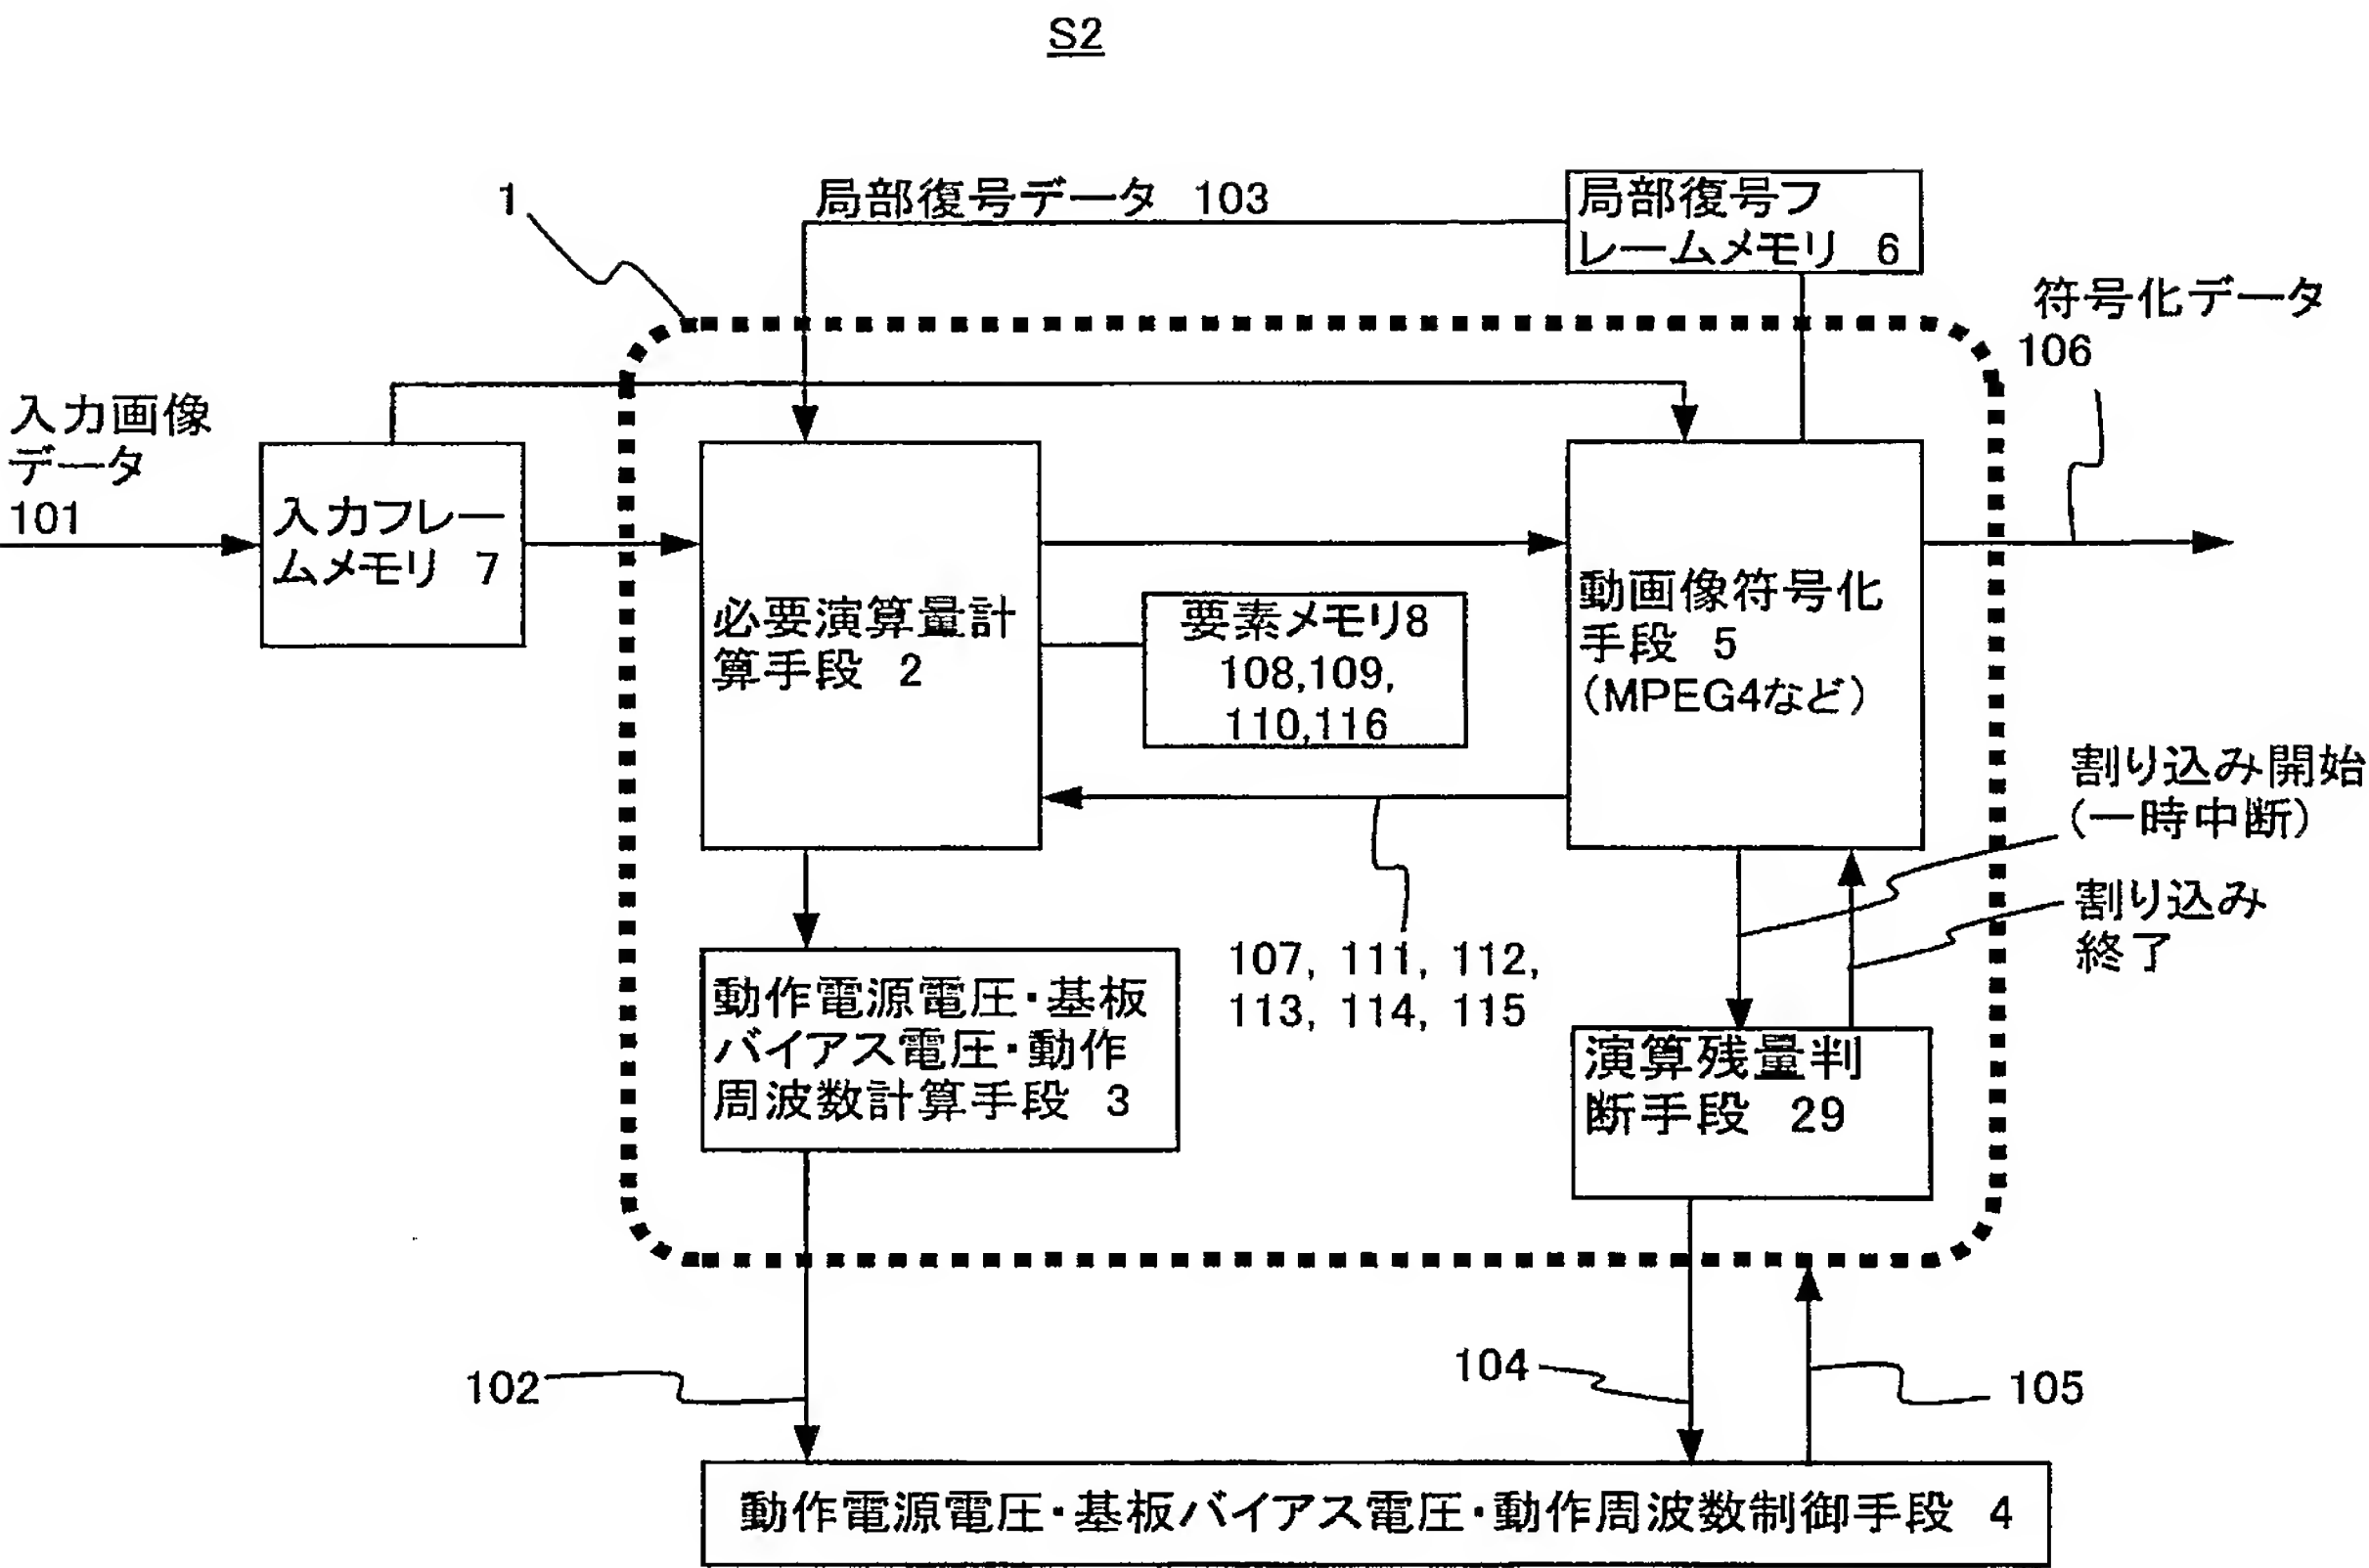 S2
1
局部復号データ 103
局部復号フ
レームメモリ 6
符号化データ
106
入力画像
データ
101
入力フレー
ムメモリ 7
必要演算量計
算手段 2
要素メモリ8
108,109,
110,116
動画像符号化
手段 5
(MPEG4など)
割り込み開始
(一時中断)
割り込み
終了
107, 111, 112,
113, 114, 115
動作電源電圧・基板
バイアス電圧・動作
周波数計算手段 3
演算残量判
断手段 29
102
104
105
動作電源電圧・基板バイアス電圧・動作周波数制御手段 4